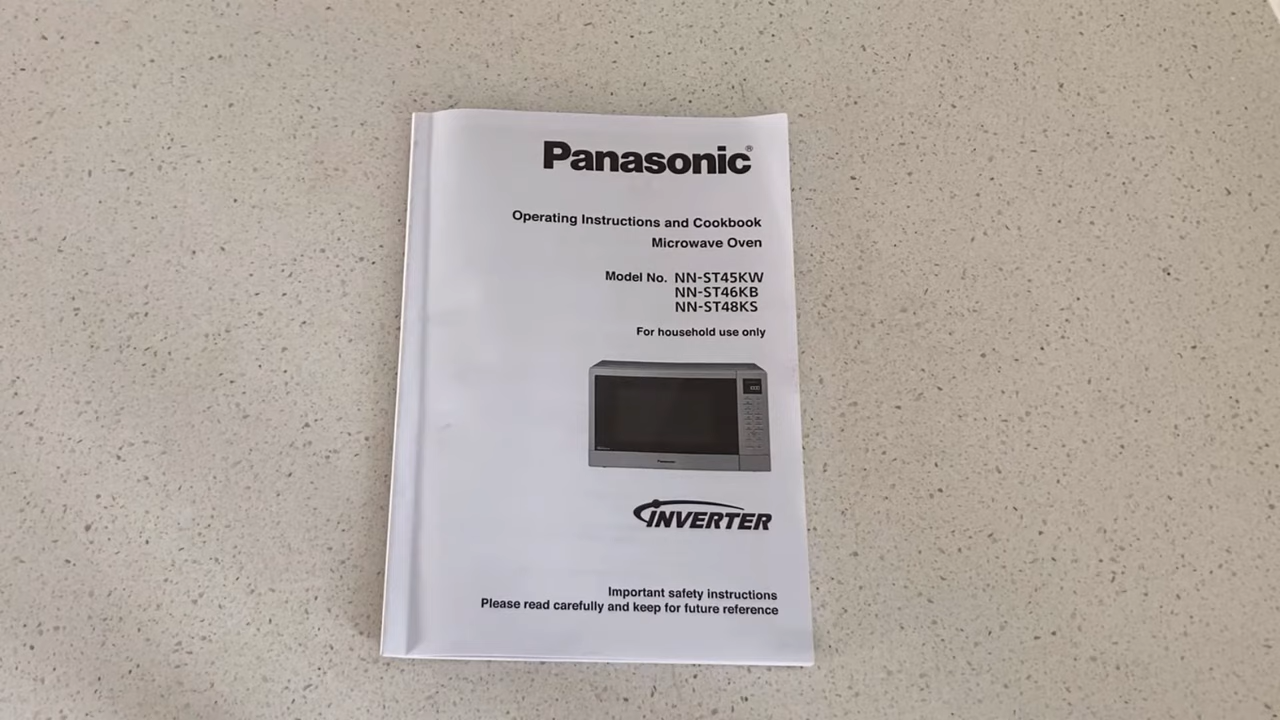 Panasonic®
Operating Instructions and Cookbook
Microwave Oven
Model No. NN-ST45KW
NN-ST46KB
NN-ST48KS
For household use only
Panasonic
INVERTER
Important safety instructions
Please read carefully and keep for future reference